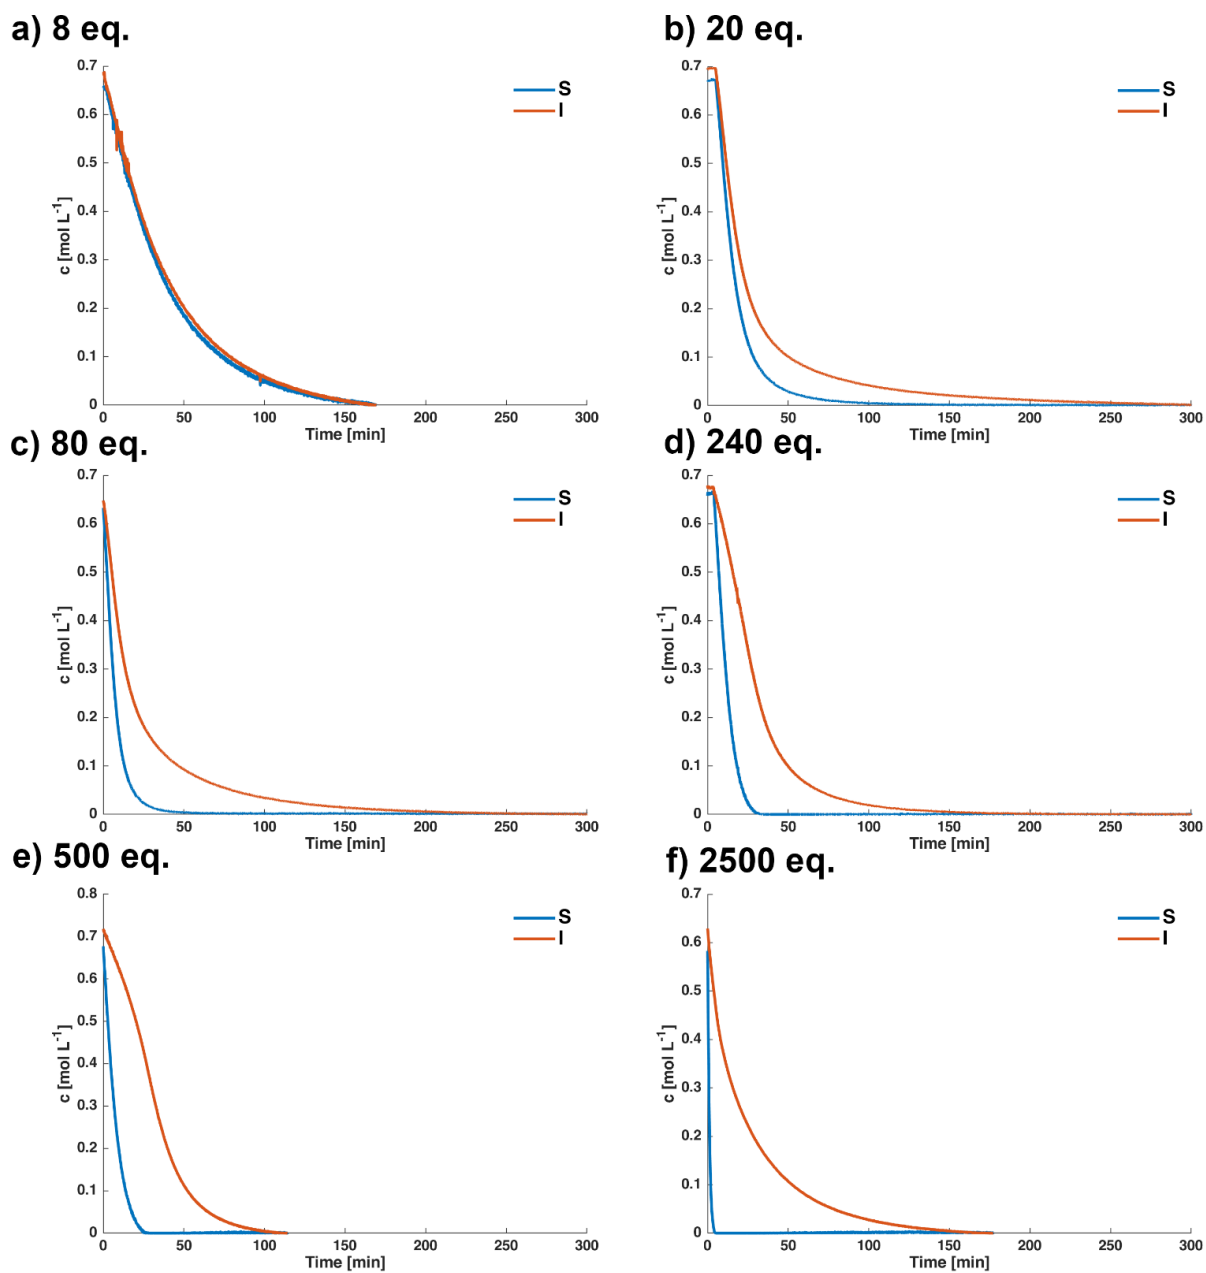 a) 8 eq.
0.7
0.6
0.5
0.4
0.3
0.2
0.1
0
c [mol L-1]
S
I
0 50 100 150 200 250 300
Time [min]
b) 20 eq.
0.7
0.6
0.5
0.4
0.3
0.2
0.1
0
c [mol L-1]
S
I
0 50 100 150 200 250 300
Time [min]
c) 80 eq.
0.7
0.6
0.5
0.4
0.3
0.2
0.1
0
c [mol L-1]
S
I
0 50 100 150 200 250 300
Time [min]
d) 240 eq.
0.7
0.6
0.5
0.4
0.3
0.2
0.1
0
c [mol L-1]
S
I
0 50 100 150 200 250 300
Time [min]
e) 500 eq.
0.8
0.7
0.6
0.5
0.4
0.3
0.2
0.1
0
c [mol L-1]
S
I
0 50 100 150 200 250 300
Time [min]
f) 2500 eq.
0.7
0.6
0.5
0.4
0.3
0.2
0.1
0
c [mol L-1]
S
I
0 50 100 150 200 250 300
Time [min]